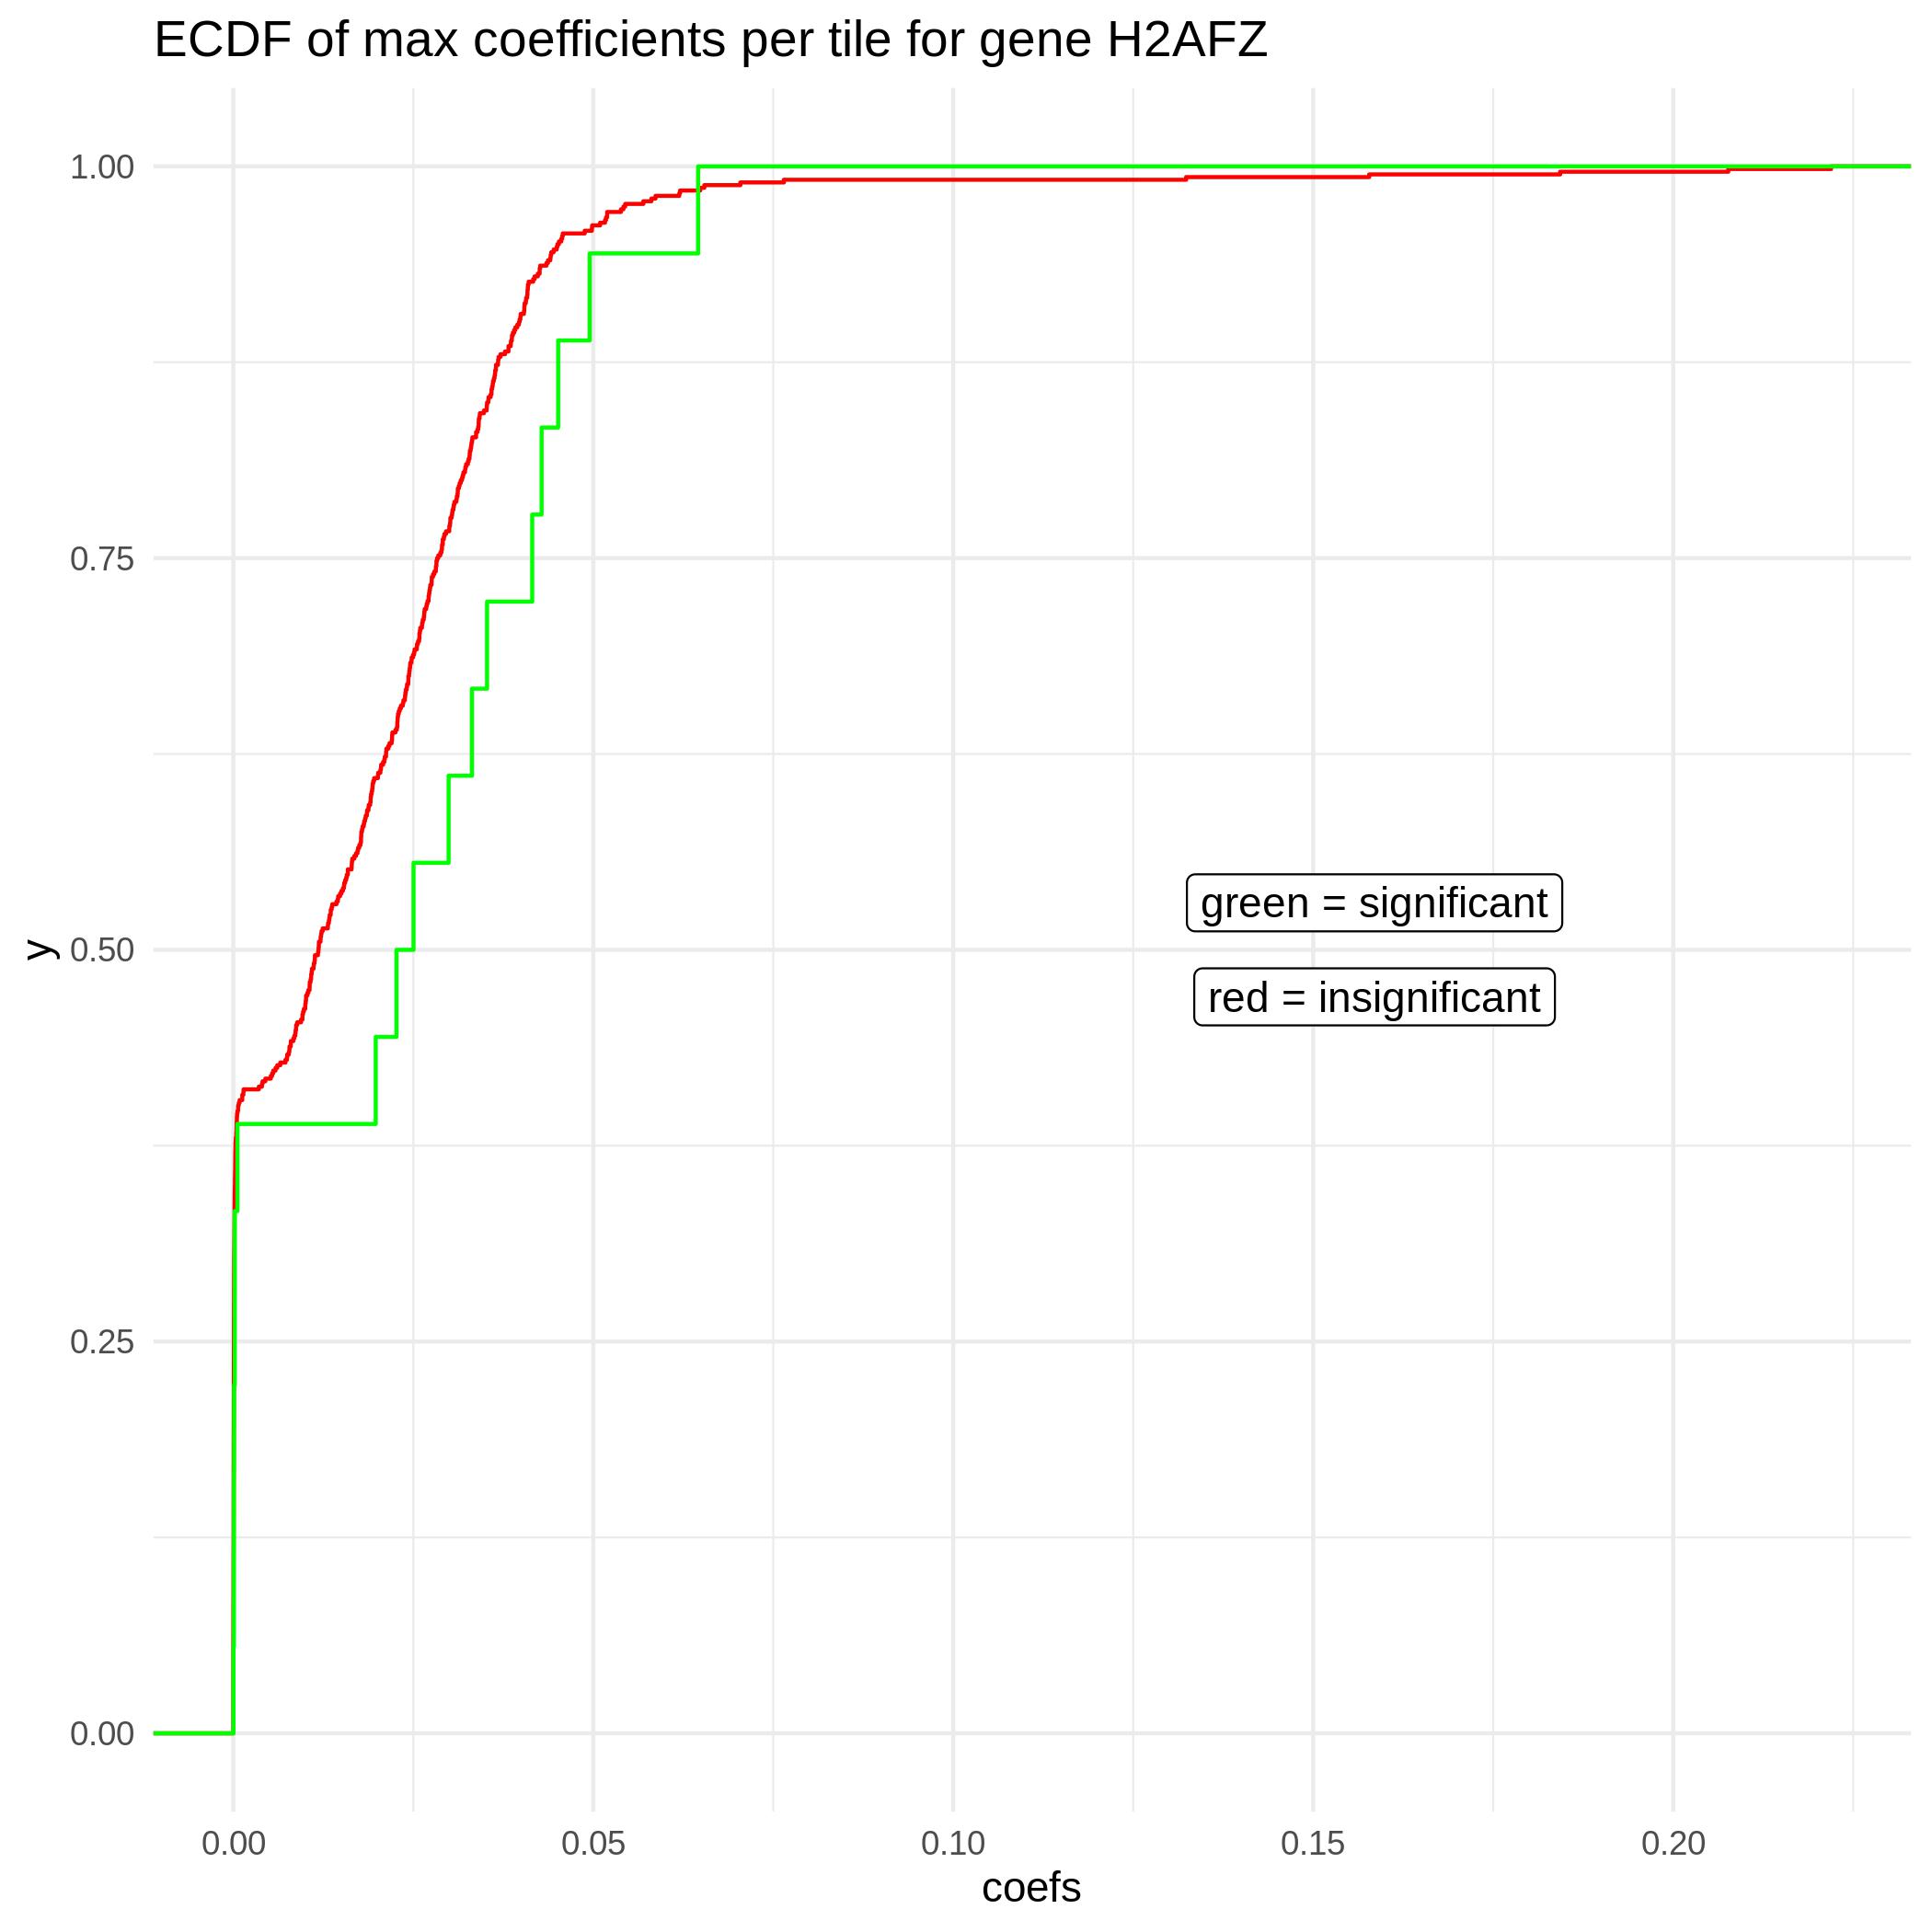 ECDF of max coefficients per tile for gene H2AFZ
1.00
0.75
0.50
0.25
0.00
y
green = significant
red = insignificant
0.00 0.05 0.10 0.15 0.20
coefs